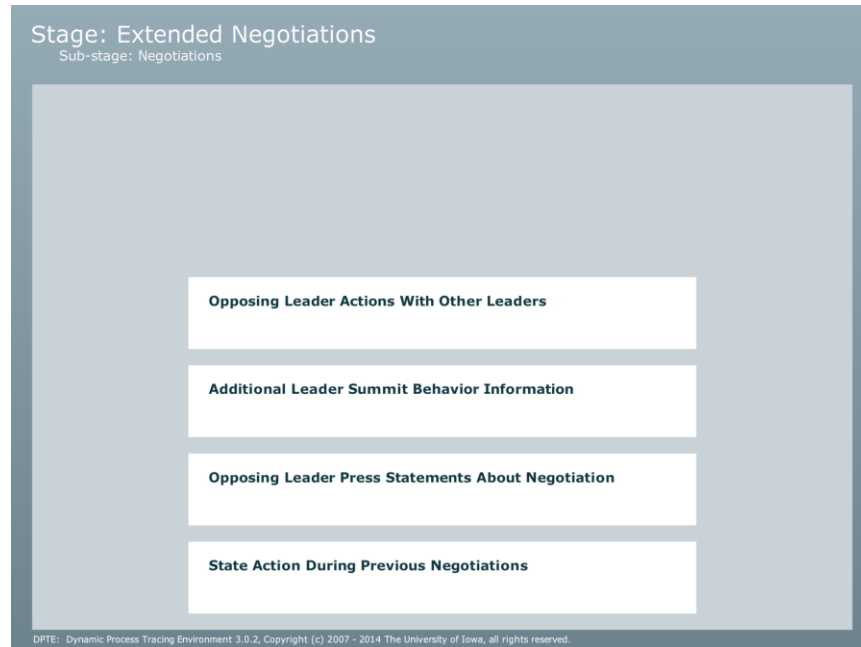 Stage: Extended Negotiations
Sub-stage: Negotiations
Opposing Leader Actions With Other Leaders
Additional Leader Summit Behavior Information
Opposing Leader Press Statements About Negotiation
State Action During Previous Negotiations
DPTE: Dynamic Process Tracing Environment 3.0.2, Copyright (c) 2007 - 2014 The University of Iowa, all rights reserved.